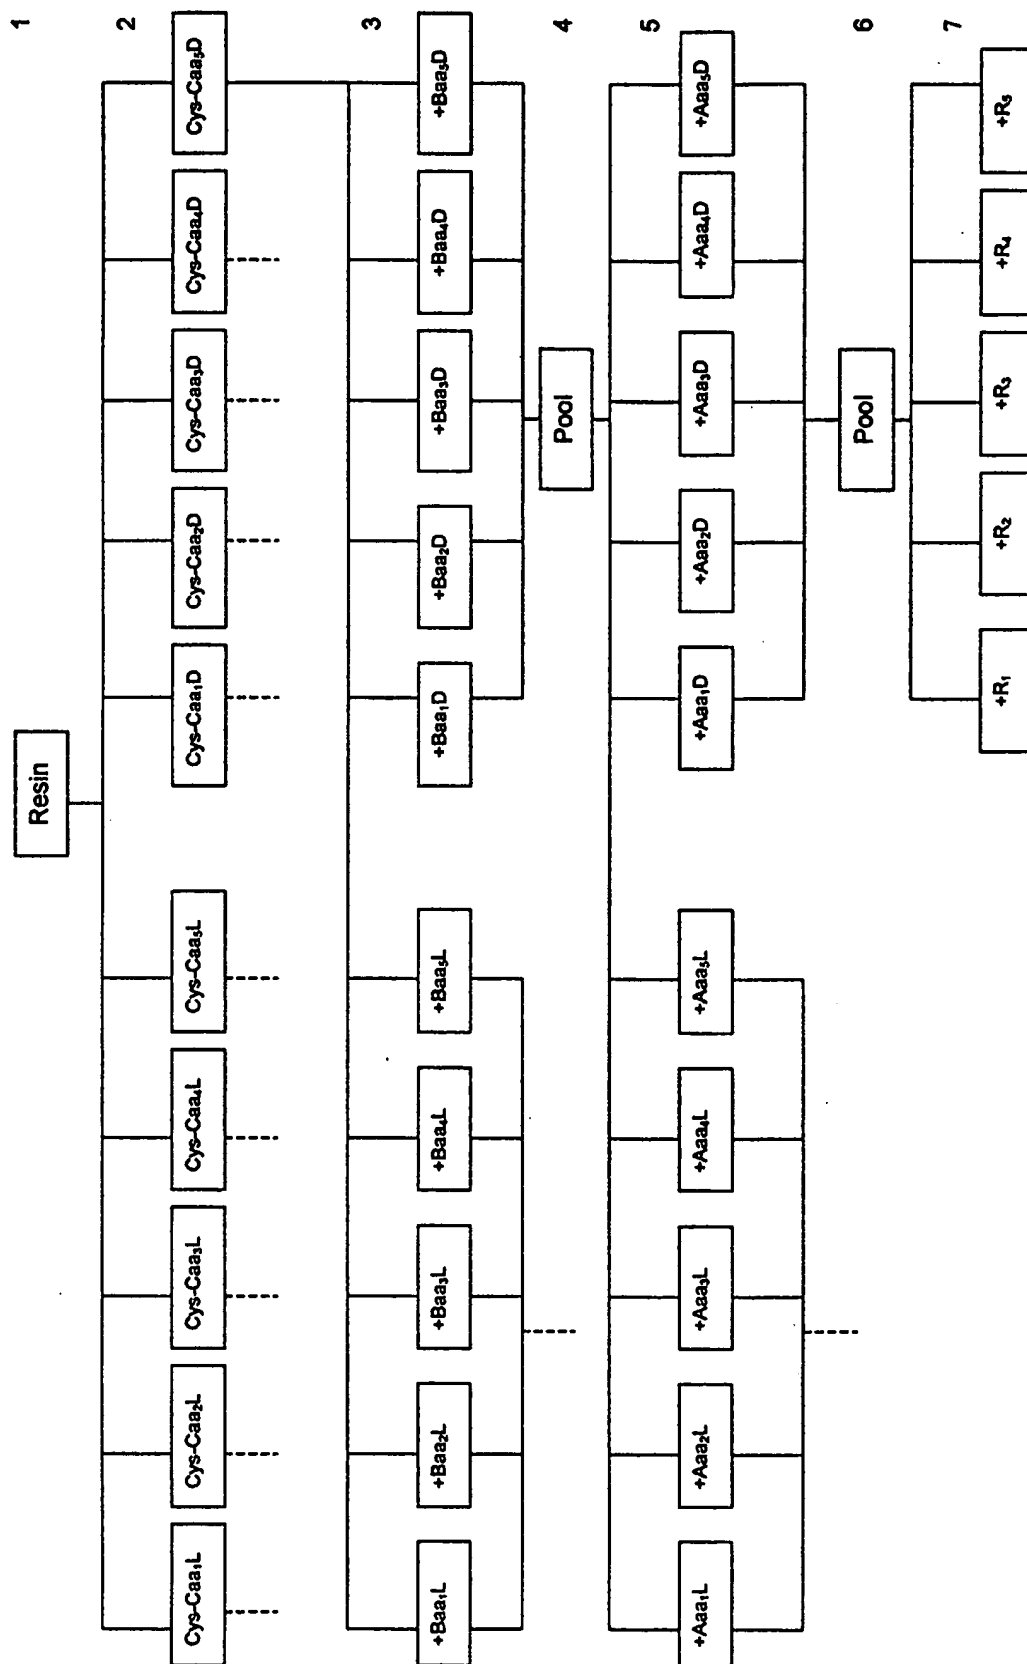 1
Resin
2
Cys-Caa₁L
Cys-Caa₂L
Cys-Caa₃L
Cys-Caa₄L
Cys-Caa₅L
Cys-Caa₁D
Cys-Caa₂D
Cys-Caa₃D
Cys-Caa₄D
Cys-Caa₅D
3
+Baa₁L
+Baa₂L
+Baa₃L
+Baa₄L
+Baa₅L
+Baa₁D
+Baa₂D
+Baa₃D
+Baa₄D
+Baa₅D
4
Pool
5
+Aaa₁L
+Aaa₂L
+Aaa₃L
+Aaa₄L
+Aaa₅L
+Aaa₁D
+Aaa₂D
+Aaa₃D
+Aaa₄D
+Aaa₅D
6
Pool
7
+R₁
+R₂
+R₃
+R₄
+R₅